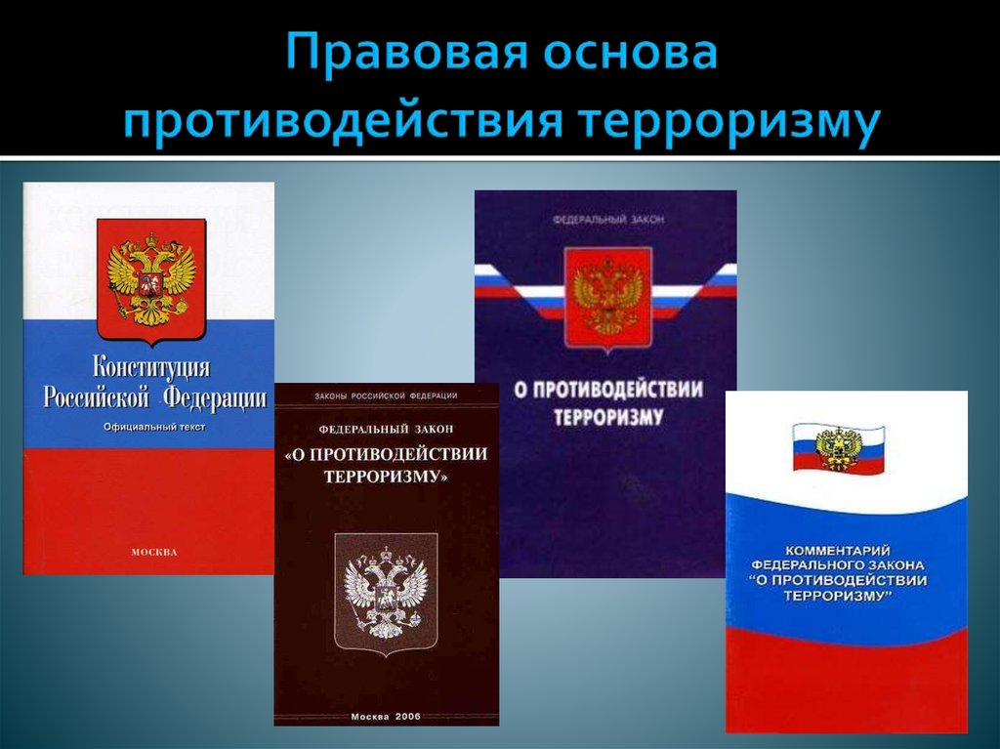 Правовая основа
противодействия терроризму
Конституция
Российской Федерации
Официальный текст
МОСКВА
ЗАКОНЫ РОССИЙСКОЙ ФЕДЕРАЦИИ
ФЕДЕРАЛЬНЫЙ ЗАКОН
«О ПРОТИВОДЕЙСТВИИ
ТЕРРОРИЗМУ»
Москва 2006
ФЕДЕРАЛЬНЫЙ ЗАКОН
О ПРОТИВОДЕЙСТВИИ
ТЕРРОРИЗМУ
КОММЕНТАРИЙ
ФЕДЕРАЛЬНОГО ЗАКОНА
"О ПРОТИВОДЕЙСТВИИ
ТЕРРОРИЗМУ"